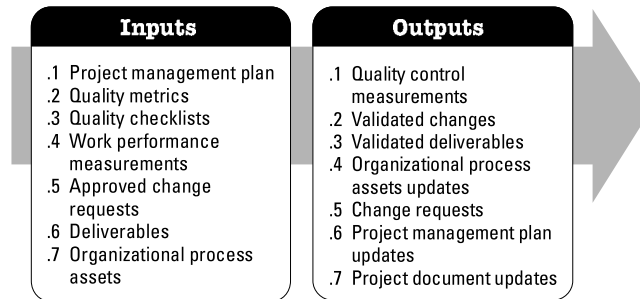 Inputs
.1 Project management plan
.2 Quality metrics
.3 Quality checklists
.4 Work performance
measurements
.5 Approved change
requests
.6 Deliverables
.7 Organizational process
assets
Outputs
.1 Quality control
measurements
.2 Validated changes
.3 Validated deliverables
.4 Organizational process
assets updates
.5 Change requests
.6 Project management plan
updates
.7 Project document updates